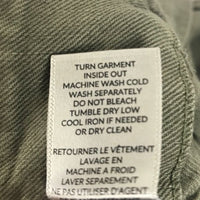 TURN GARMENT
INSIDE OUT
MACHINE WASH COLD
WASH SEPARATELY
DO NOT BLEACH
TUMBLE DRY LOW
COOL IRON IF NEEDED
OR DRY CLEAN
RETOURNER LE VÊTEMENT
LAVAGE EN
MACHINE A FROID
LAVER SEPAREMENT
NE PAS UTILISER D'AGENT